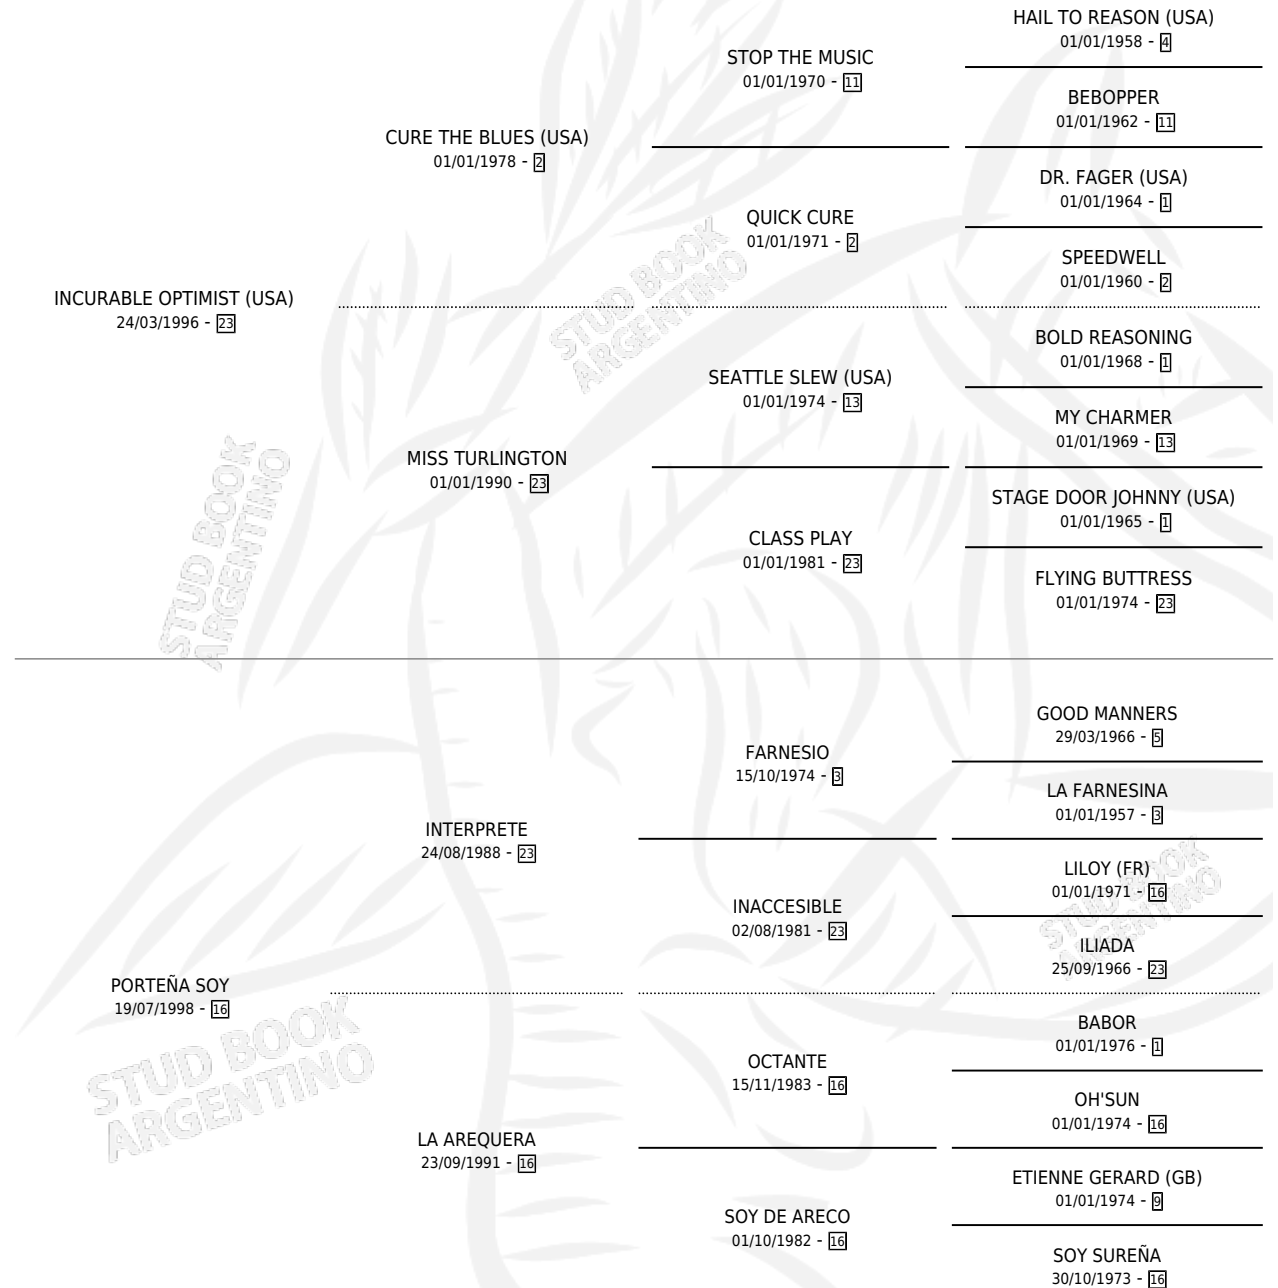 HAIL TO REASON (USA)
01/01/1958 - 4
STOP THE MUSIC
01/01/1970 - 11
BEBOPPER
01/01/1962 - 11
CURE THE BLUES (USA)
01/01/1978 - 2
DR. FAGER (USA)
01/01/1964 - 1
QUICK CURE
01/01/1971 - 2
SPEEDWELL
01/01/1960 - 2
INCURABLE OPTIMIST (USA)
24/03/1996 - 23
BOLD REASONING
01/01/1968 - 1
SEATTLE SLEW (USA)
01/01/1974 - 13
MY CHARMER
01/01/1969 - 13
MISS TURLINGTON
01/01/1990 - 23
STAGE DOOR JOHNNY (USA)
01/01/1965 - 1
CLASS PLAY
01/01/1981 - 23
FLYING BUTTRESS
01/01/1974 - 23
STUD BOOK
ARGENTINO
STUD BOOK
ARGENTINO
GOOD MANNERS
29/03/1966 - 5
FARNESIO
15/10/1974 - 3
LA FARNESINA
01/01/1957 - 3
INTERPRETE
24/08/1988 - 23
LILOY (FR)
01/01/1971 - 16
INACCESIBLE
02/08/1981 - 23
ILIADA
25/09/1966 - 23
PORTEÑA SOY
19/07/1998 - 16
BABOR
01/01/1976 - 1
OCTANTE
15/11/1983 - 16
OH'SUN
01/01/1974 - 16
LA AREQUERA
23/09/1991 - 16
ETIENNE GERARD (GB)
01/01/1974 - 9
SOY DE ARECO
01/10/1982 - 16
SOY SUREÑA
30/10/1973 - 16
STUD BOOK
ARGENTINO
STUD BOOK
ARGENTINO